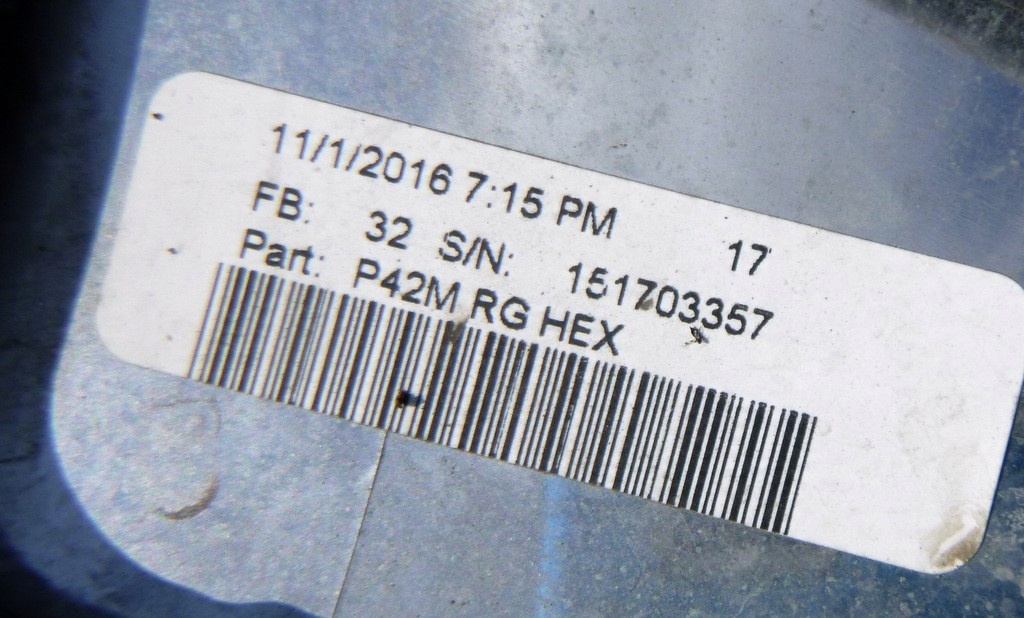 11/1/2016 7:15 PM 17
FB: 32 S/N: 151703357
Part: P42M RG HEX